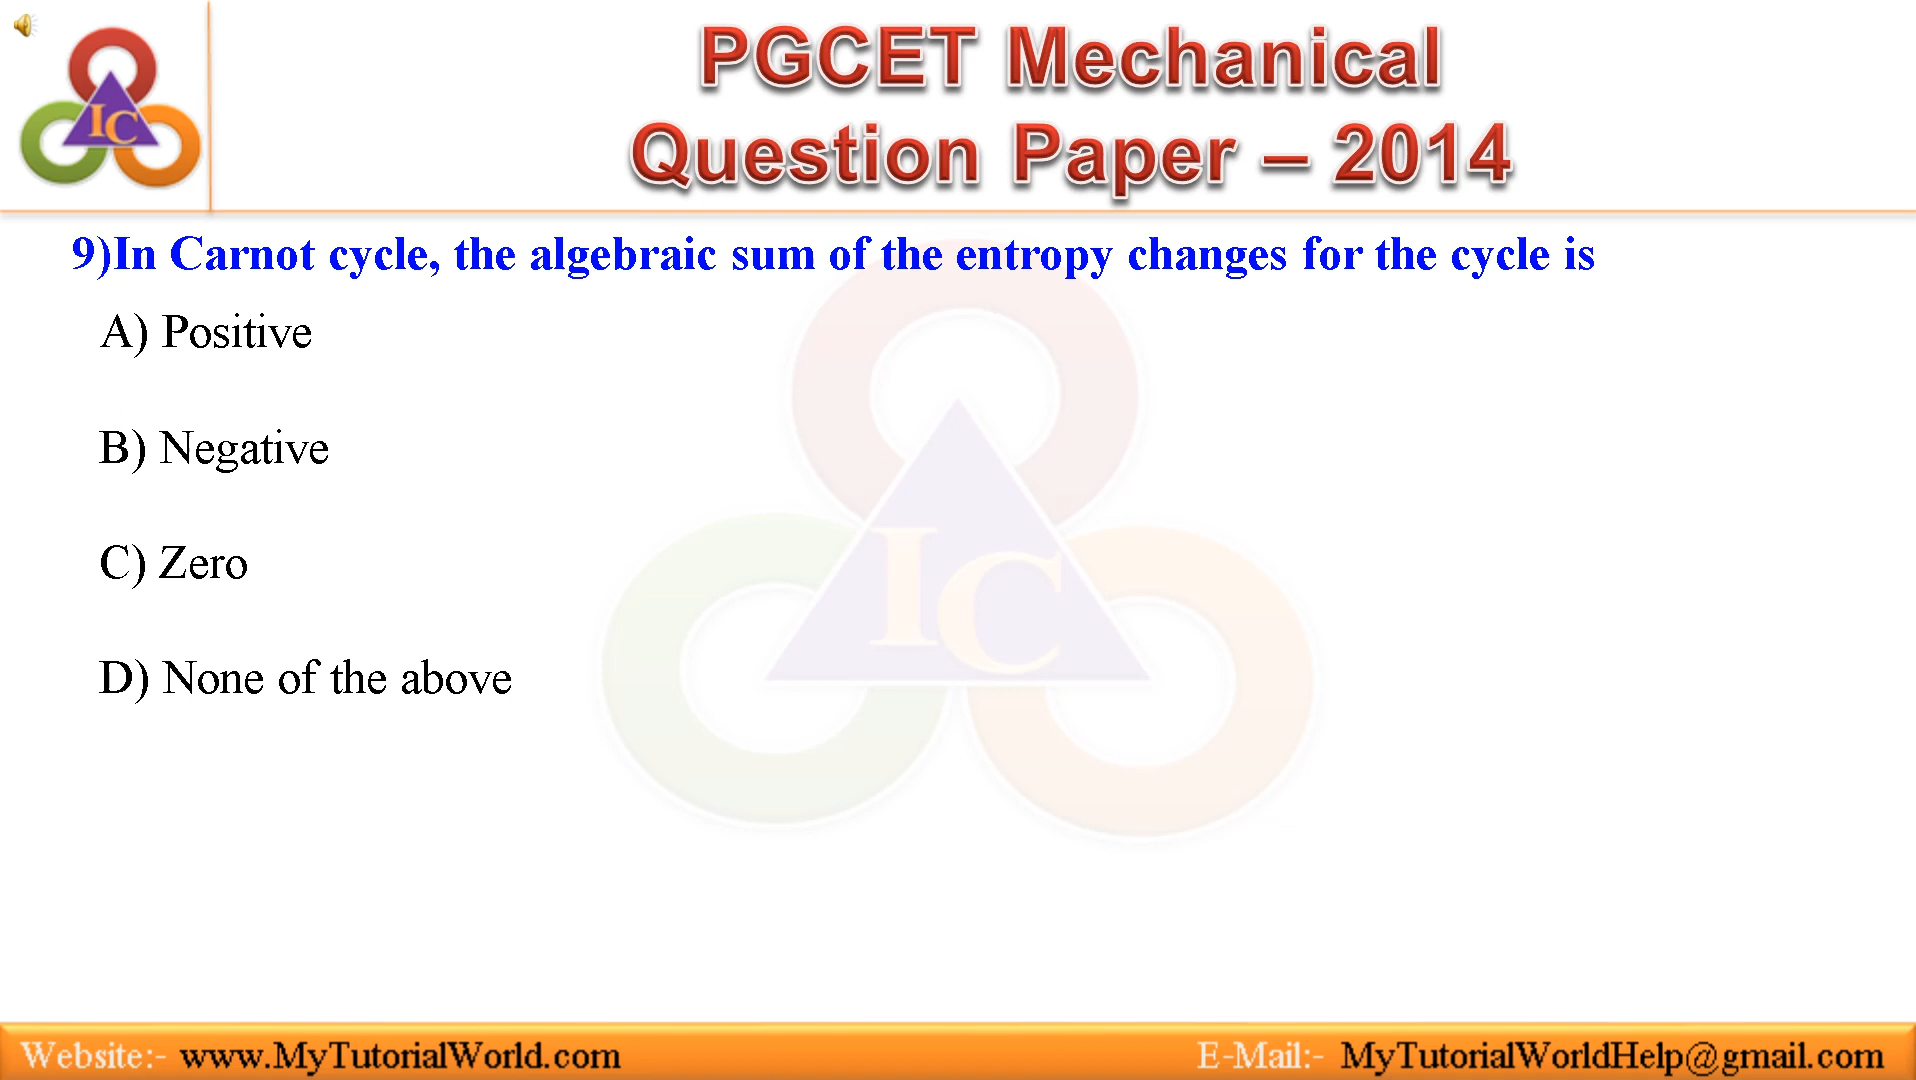 IC
PGCET Mechanical
Question Paper – 2014
9)In Carnot cycle, the algebraic sum of the entropy changes for the cycle is
A) Positive
B) Negative
C) Zero
D) None of the above
IC
Website:- www.MyTutorialWorld.com E-Mail:- MyTutorialWorldHelp@gmail.com